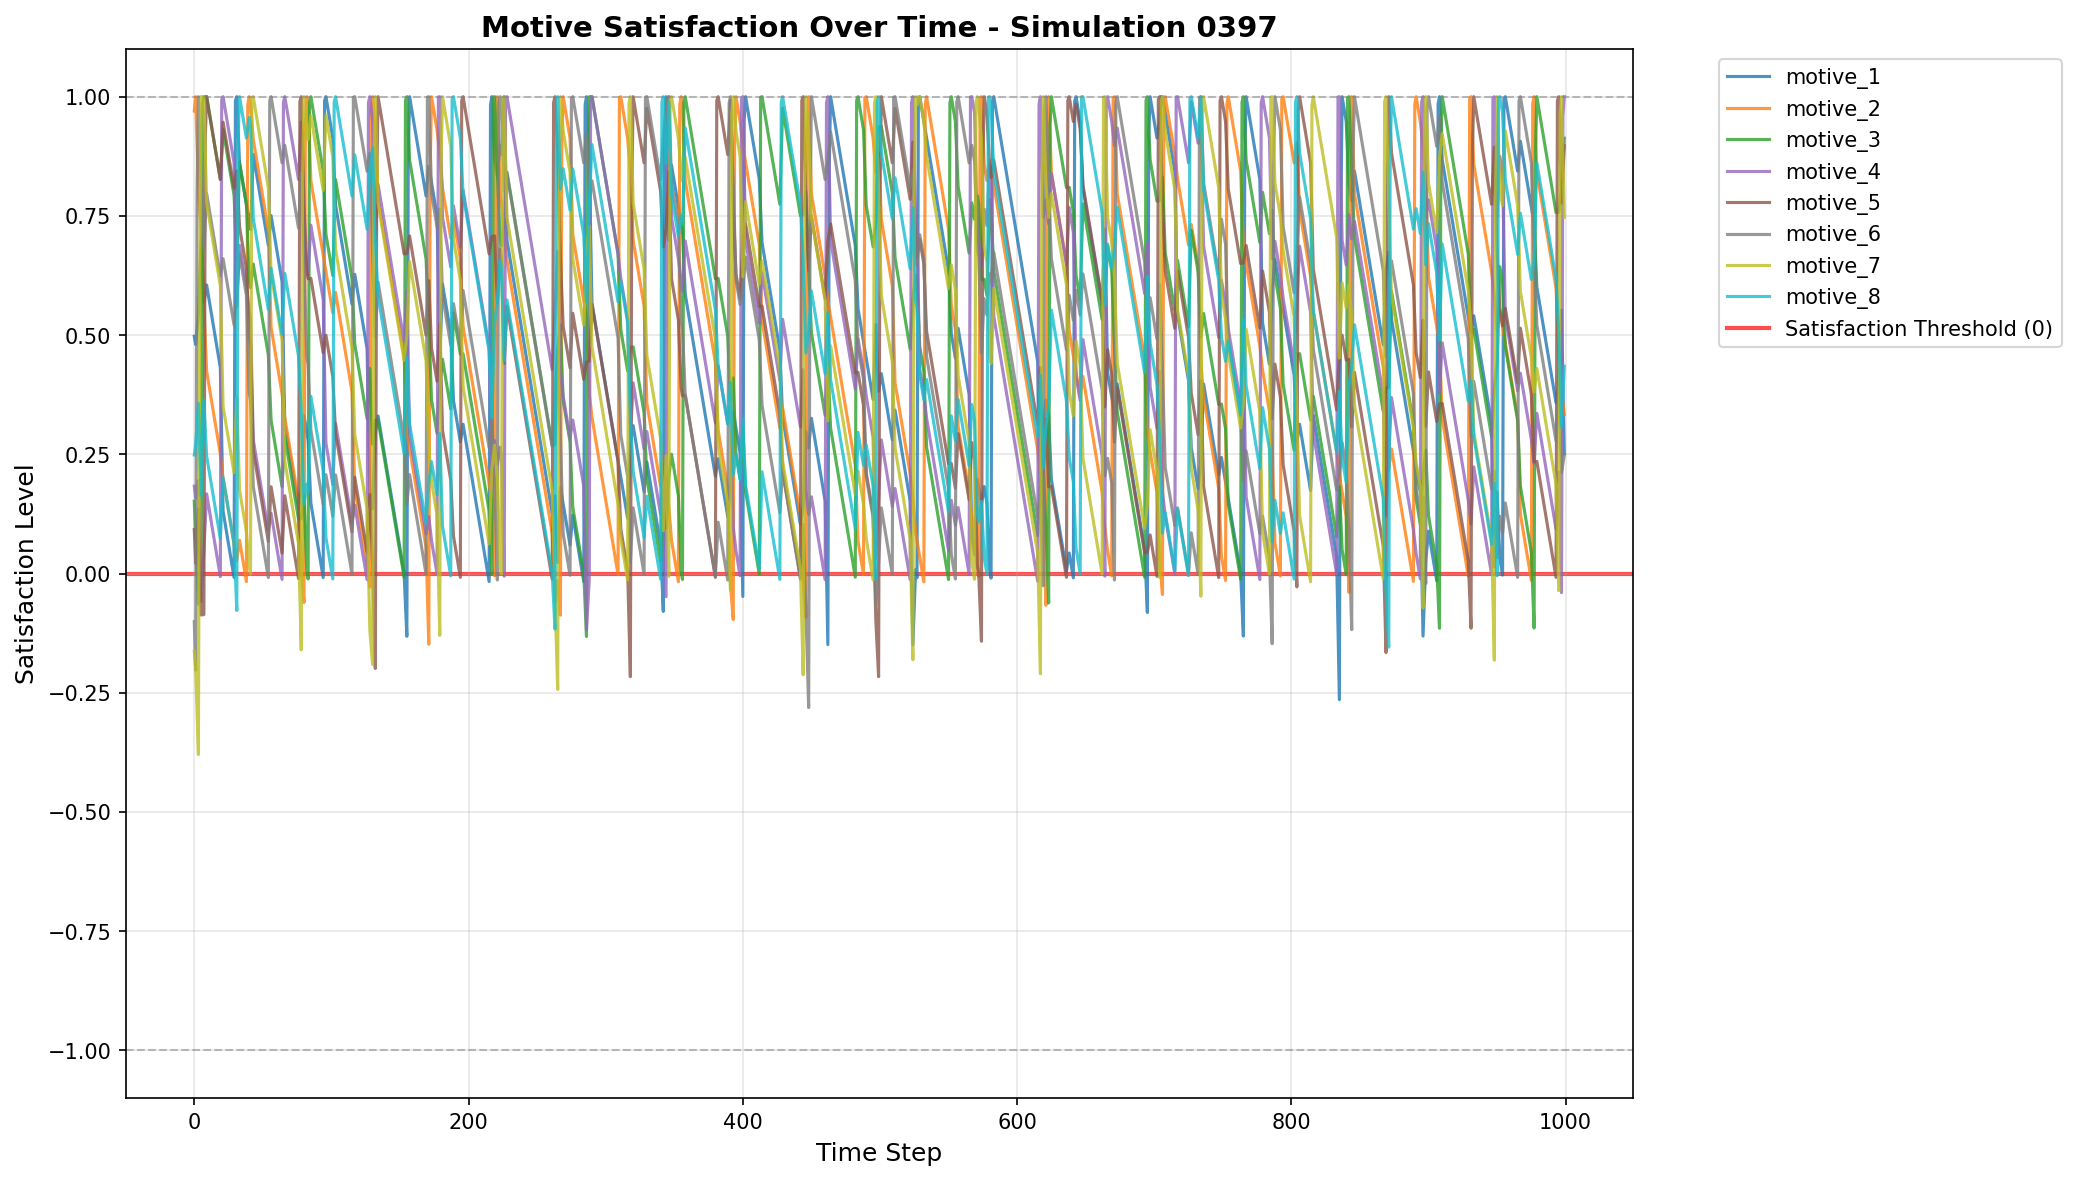 Motive Satisfaction Over Time - Simulation 0397
Satisfaction Level
1.00
0.75
0.50
0.25
0.00
−0.25
−0.50
−0.75
−1.00
0
200
400
600
800
1000
Time Step
motive_1
motive_2
motive_3
motive_4
motive_5
motive_6
motive_7
motive_8
Satisfaction Threshold (0)